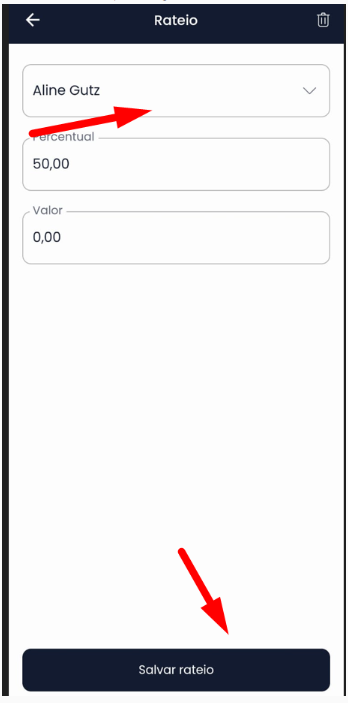 Rateio
Aline Gutz
Percentual
50,00
Valor
0,00
Salvar rateio